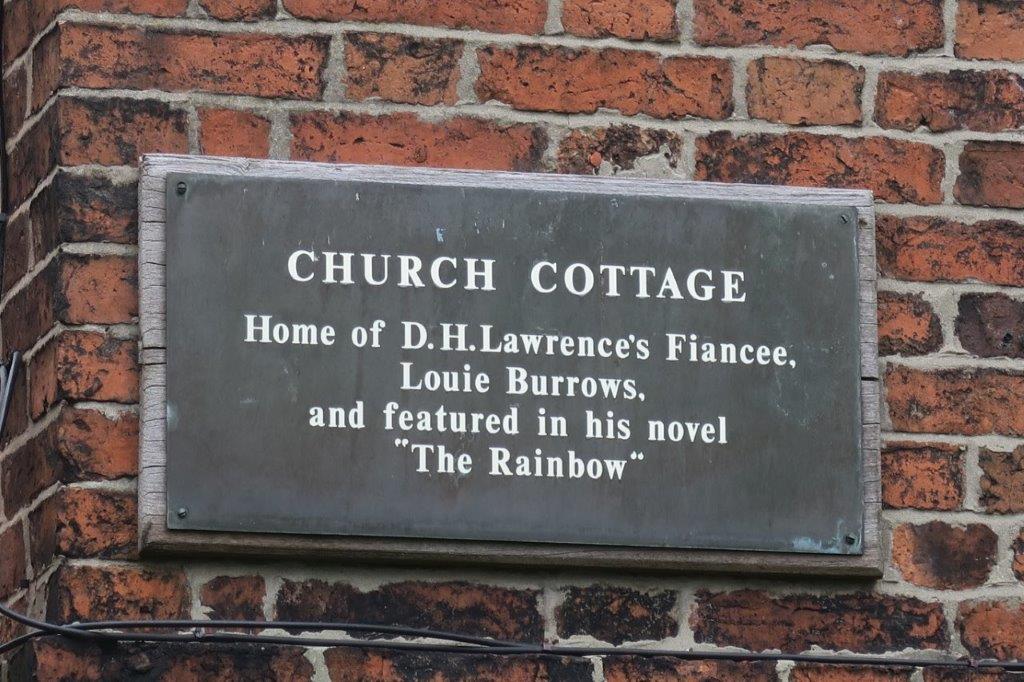 CHURCH COTTAGE
Home of D.H.Lawrence's Fiancee,
Louie Burrows,
and featured in his novel
"The Rainbow"